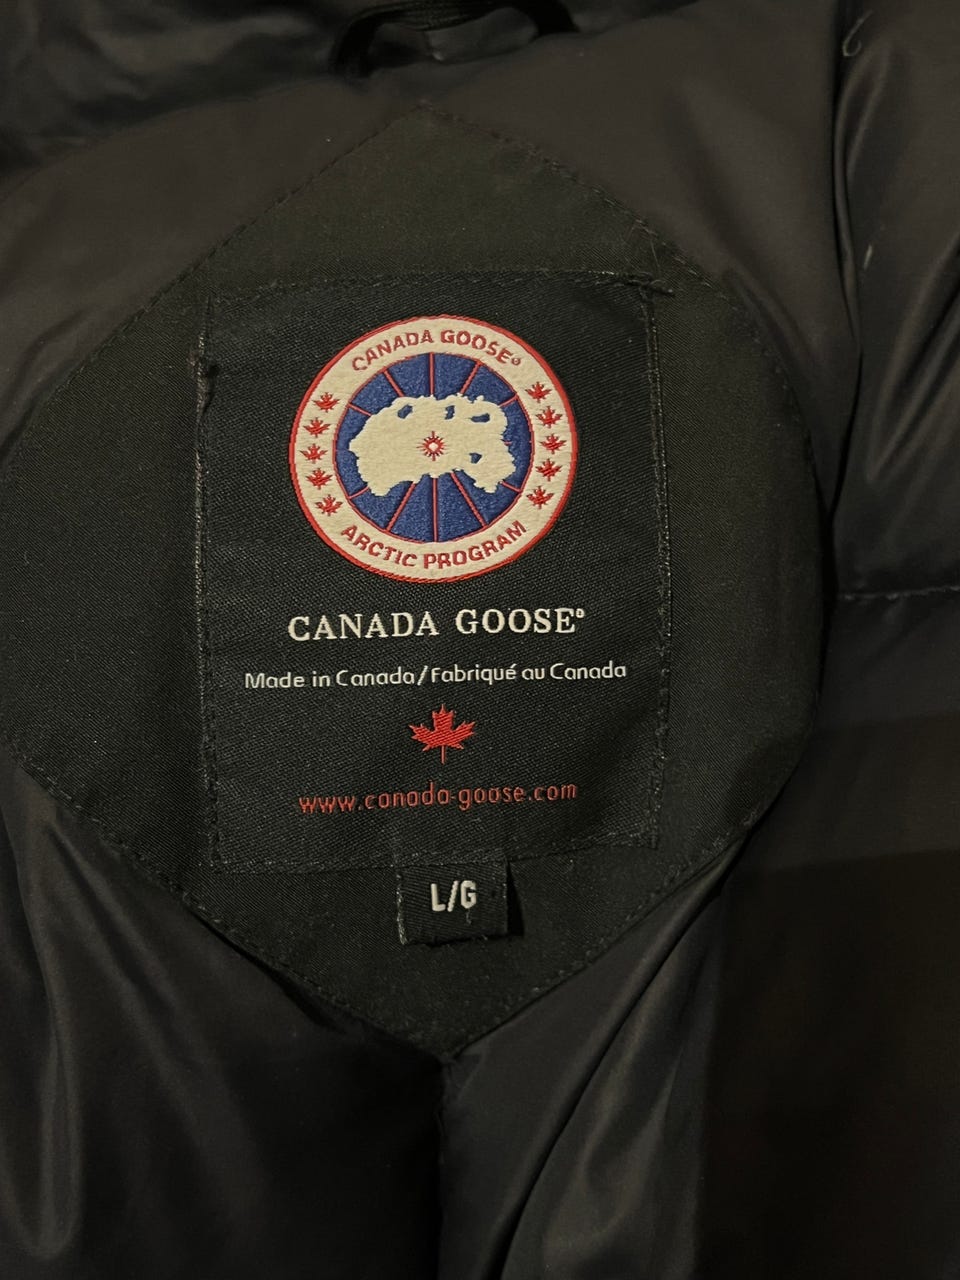 CANADA GOOSE®
ARCTIC PROGRAM
CANADA GOOSE®
Made in Canada/Fabriqué au Canada
www.canada-goose.com
L/G